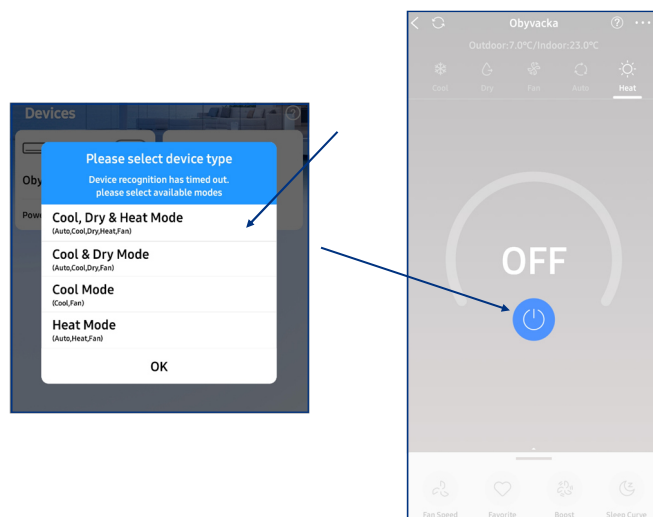 Devices
Oby
Powe
Please select device type
Device recognition has timed out.
please select available modes
Cool, Dry & Heat Mode
(Auto,Cool,Dry,Heat,Fan)
Cool & Dry Mode
(Auto,Cool,Dry,Fan)
Cool Mode
(Cool,Fan)
Heat Mode
(Auto,Heat,Fan)
OK
Obyvacka
Outdoor:7.0°C/Indoor:23.0°C
Cool Dry Fan Auto Heat
OFF
Fan Speed Favorite Boost Sleep Curve